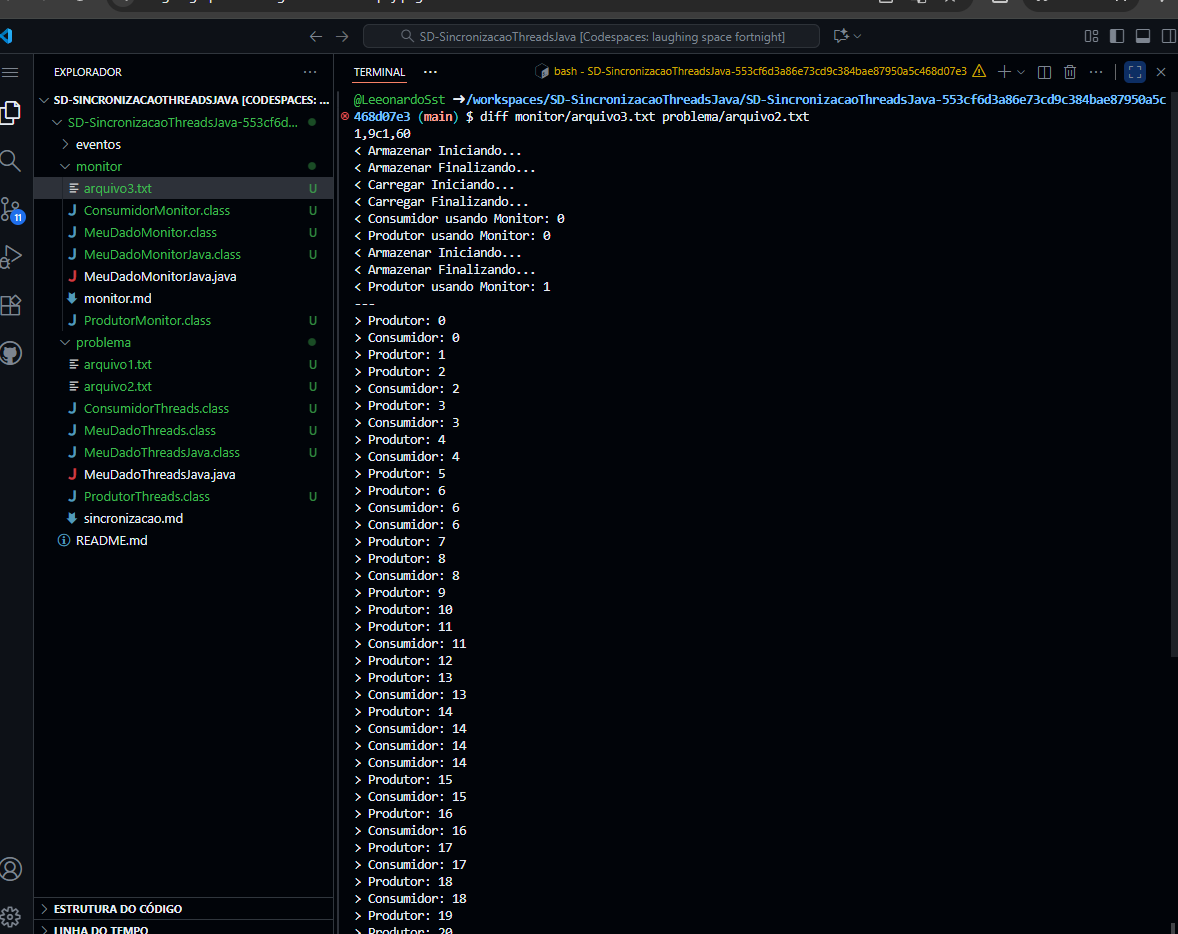 SD-SincronizacaoThreadsJava [Codespaces: laughing space fortnight]
EXPLORADOR
SD-SINCRONIZACAOTHREADSJAVA [CODESPACES: ...
SD-SincronizacaoThreadsJava-553cf6d...
eventos
monitor
arquivo3.txt U
ConsumidorMonitor.class U
MeuDadoMonitor.class U
MeuDadoMonitorJava.class U
MeuDadoMonitorJava.java
monitor.md
ProdutorMonitor.class U
problema
arquivo1.txt U
arquivo2.txt U
ConsumidorThreads.class U
MeuDadoThreads.class U
MeuDadoThreadsJava.class U
MeuDadoThreadsJava.java
ProdutorThreads.class U
sincronizacao.md
README.md
11
ESTRUTURA DO CÓDIGO
LINHA DO TEMPO
TERMINAL
bash - SD-SincronizacaoThreadsJava-553cf6d3a86e73cd9c384bae87950a5c468d07e3
@LeeonardoSst ➜/workspaces/SD-SincronizacaoThreadsJava/SD-SincronizacaoThreadsJava-553cf6d3a86e73cd9c384bae87950a5c
468d07e3 (main) $ diff monitor/arquivo3.txt problema/arquivo2.txt
1,9c1,60
< Armazenar Iniciando...
< Armazenar Finalizando...
< Carregar Iniciando...
< Carregar Finalizando...
< Consumidor usando Monitor: 0
< Produtor usando Monitor: 0
< Armazenar Iniciando...
< Armazenar Finalizando...
< Produtor usando Monitor: 1
---
> Produtor: 0
> Consumidor: 0
> Produtor: 1
> Produtor: 2
> Consumidor: 2
> Produtor: 3
> Consumidor: 3
> Produtor: 4
> Consumidor: 4
> Produtor: 5
> Produtor: 6
> Consumidor: 6
> Consumidor: 6
> Produtor: 7
> Produtor: 8
> Consumidor: 8
> Produtor: 9
> Produtor: 10
> Produtor: 11
> Consumidor: 11
> Produtor: 12
> Produtor: 13
> Consumidor: 13
> Produtor: 14
> Consumidor: 14
> Consumidor: 14
> Consumidor: 14
> Produtor: 15
> Consumidor: 15
> Produtor: 16
> Consumidor: 16
> Produtor: 17
> Consumidor: 17
> Produtor: 18
> Consumidor: 18
> Produtor: 19
> Produtor: 20